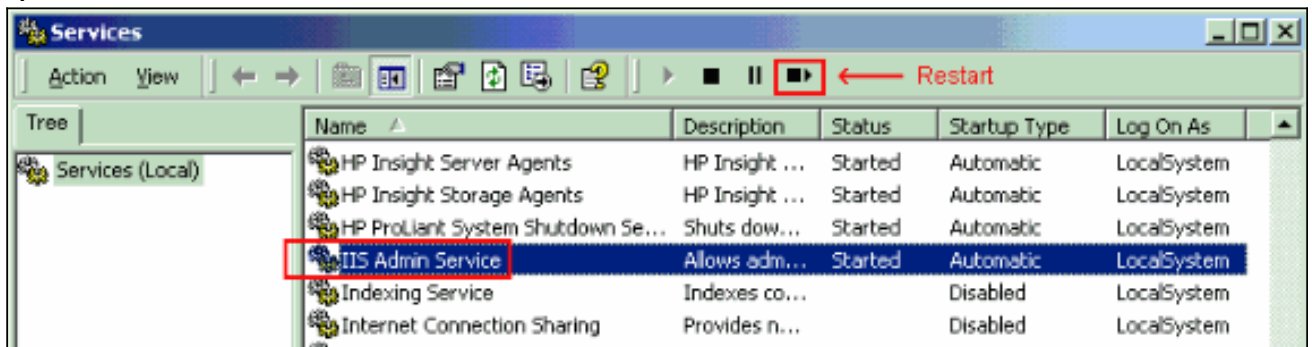 Services
Action View Restart
Tree Name Description Status Startup Type Log On As
Services (Local) HP Insight Server Agents HP Insight ... Started Automatic LocalSystem
HP Insight Storage Agents HP Insight ... Started Automatic LocalSystem
HP ProLiant System Shutdown Se... Shuts dow... Started Automatic LocalSystem
IIS Admin Service Allows adm... Started Automatic LocalSystem
Indexing Service Indexes co... Disabled LocalSystem
Internet Connection Sharing Provides n... Disabled LocalSystem